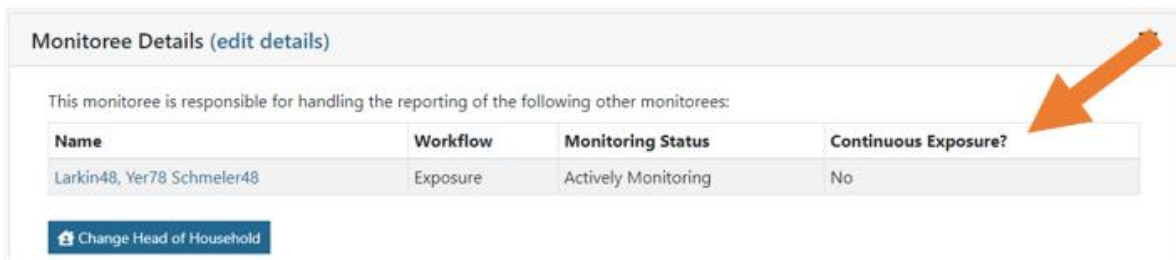 Monitoree Details (edit details)
This monitoree is responsible for handling the reporting of the following other monitorees:
Name Workflow Monitoring Status Continuous Exposure?
Larkin48, Yer78 Schmeler48 Exposure Actively Monitoring No
Change Head of Household